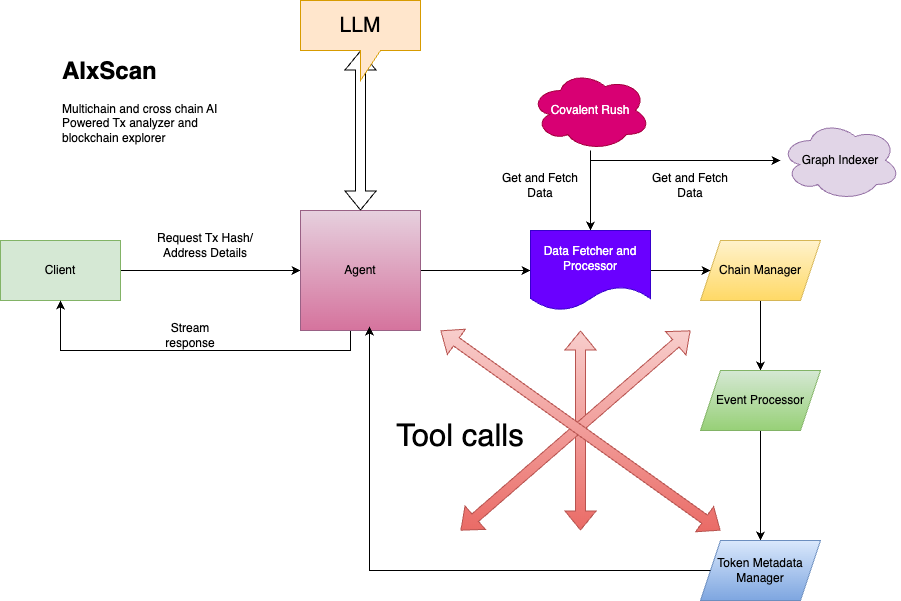 LLM
AIxScan
Multichain and cross chain AI
Powered Tx analyzer and
blockchain explorer
Covalent Rush
Graph Indexer
Get and Fetch
Data
Get and Fetch
Data
Request Tx Hash/
Address Details
Client
Agent
Data Fetcher and
Processor
Chain Manager
Stream
response
Event Processor
Tool calls
Token Metadata
Manager